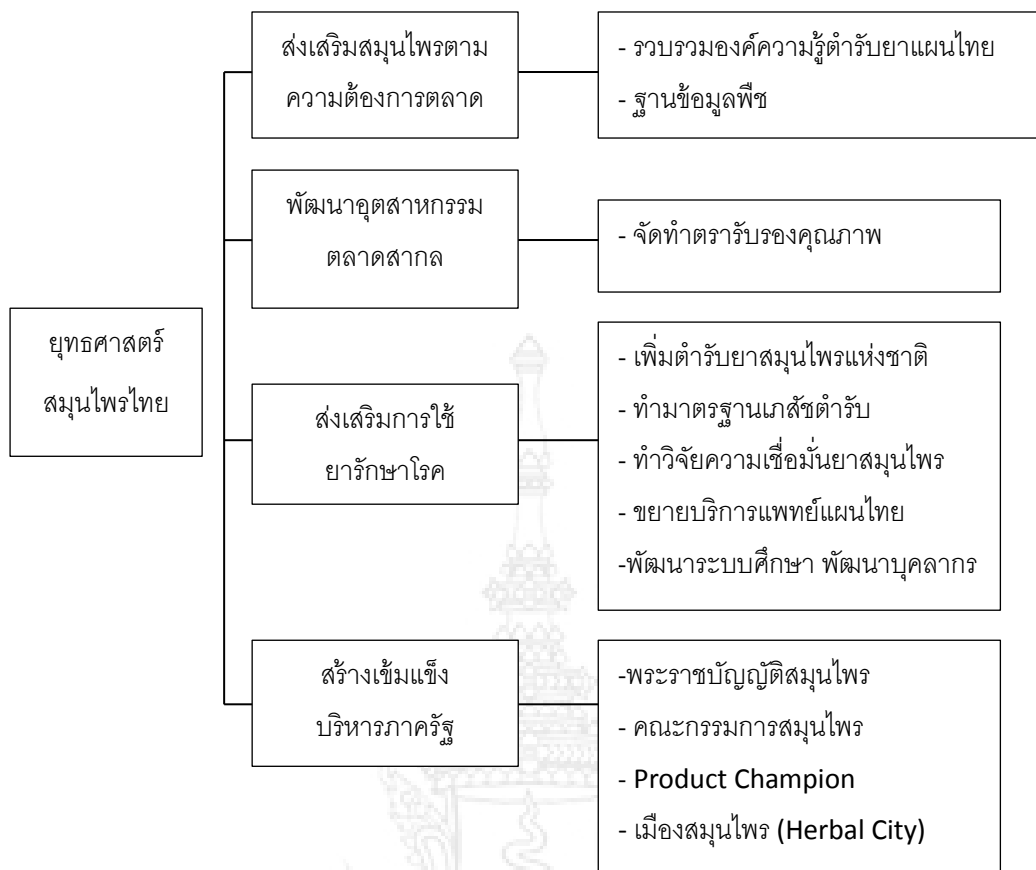 ส่งเสริมสมุนไพรตาม
ความต้องการตลาด
- รวบรวมองค์ความรู้ตำรับยาแผนไทย
- ฐานข้อมูลพืช
พัฒนาอุตสาหกรรม
ตลาดสากล
- จัดทำตรารับรองคุณภาพ
ยุทธศาสตร์
สมุนไพรไทย
ส่งเสริมการใช้
ยารักษาโรค
- เพิ่มตำรับยาสมุนไพรแห่งชาติ
- ทำมาตรฐานเภสัชตำรับ
- ทำวิจัยความเชื่อมั่นยาสมุนไพร
- ขยายบริการแพทย์แผนไทย
-พัฒนาระบบศึกษา พัฒนาบุคลากร
สร้างเข้มแข็ง
บริหารภาครัฐ
-พระราชบัญญัติสมุนไพร
- คณะกรรมการสมุนไพร
- Product Champion
- เมืองสมุนไพร (Herbal City)